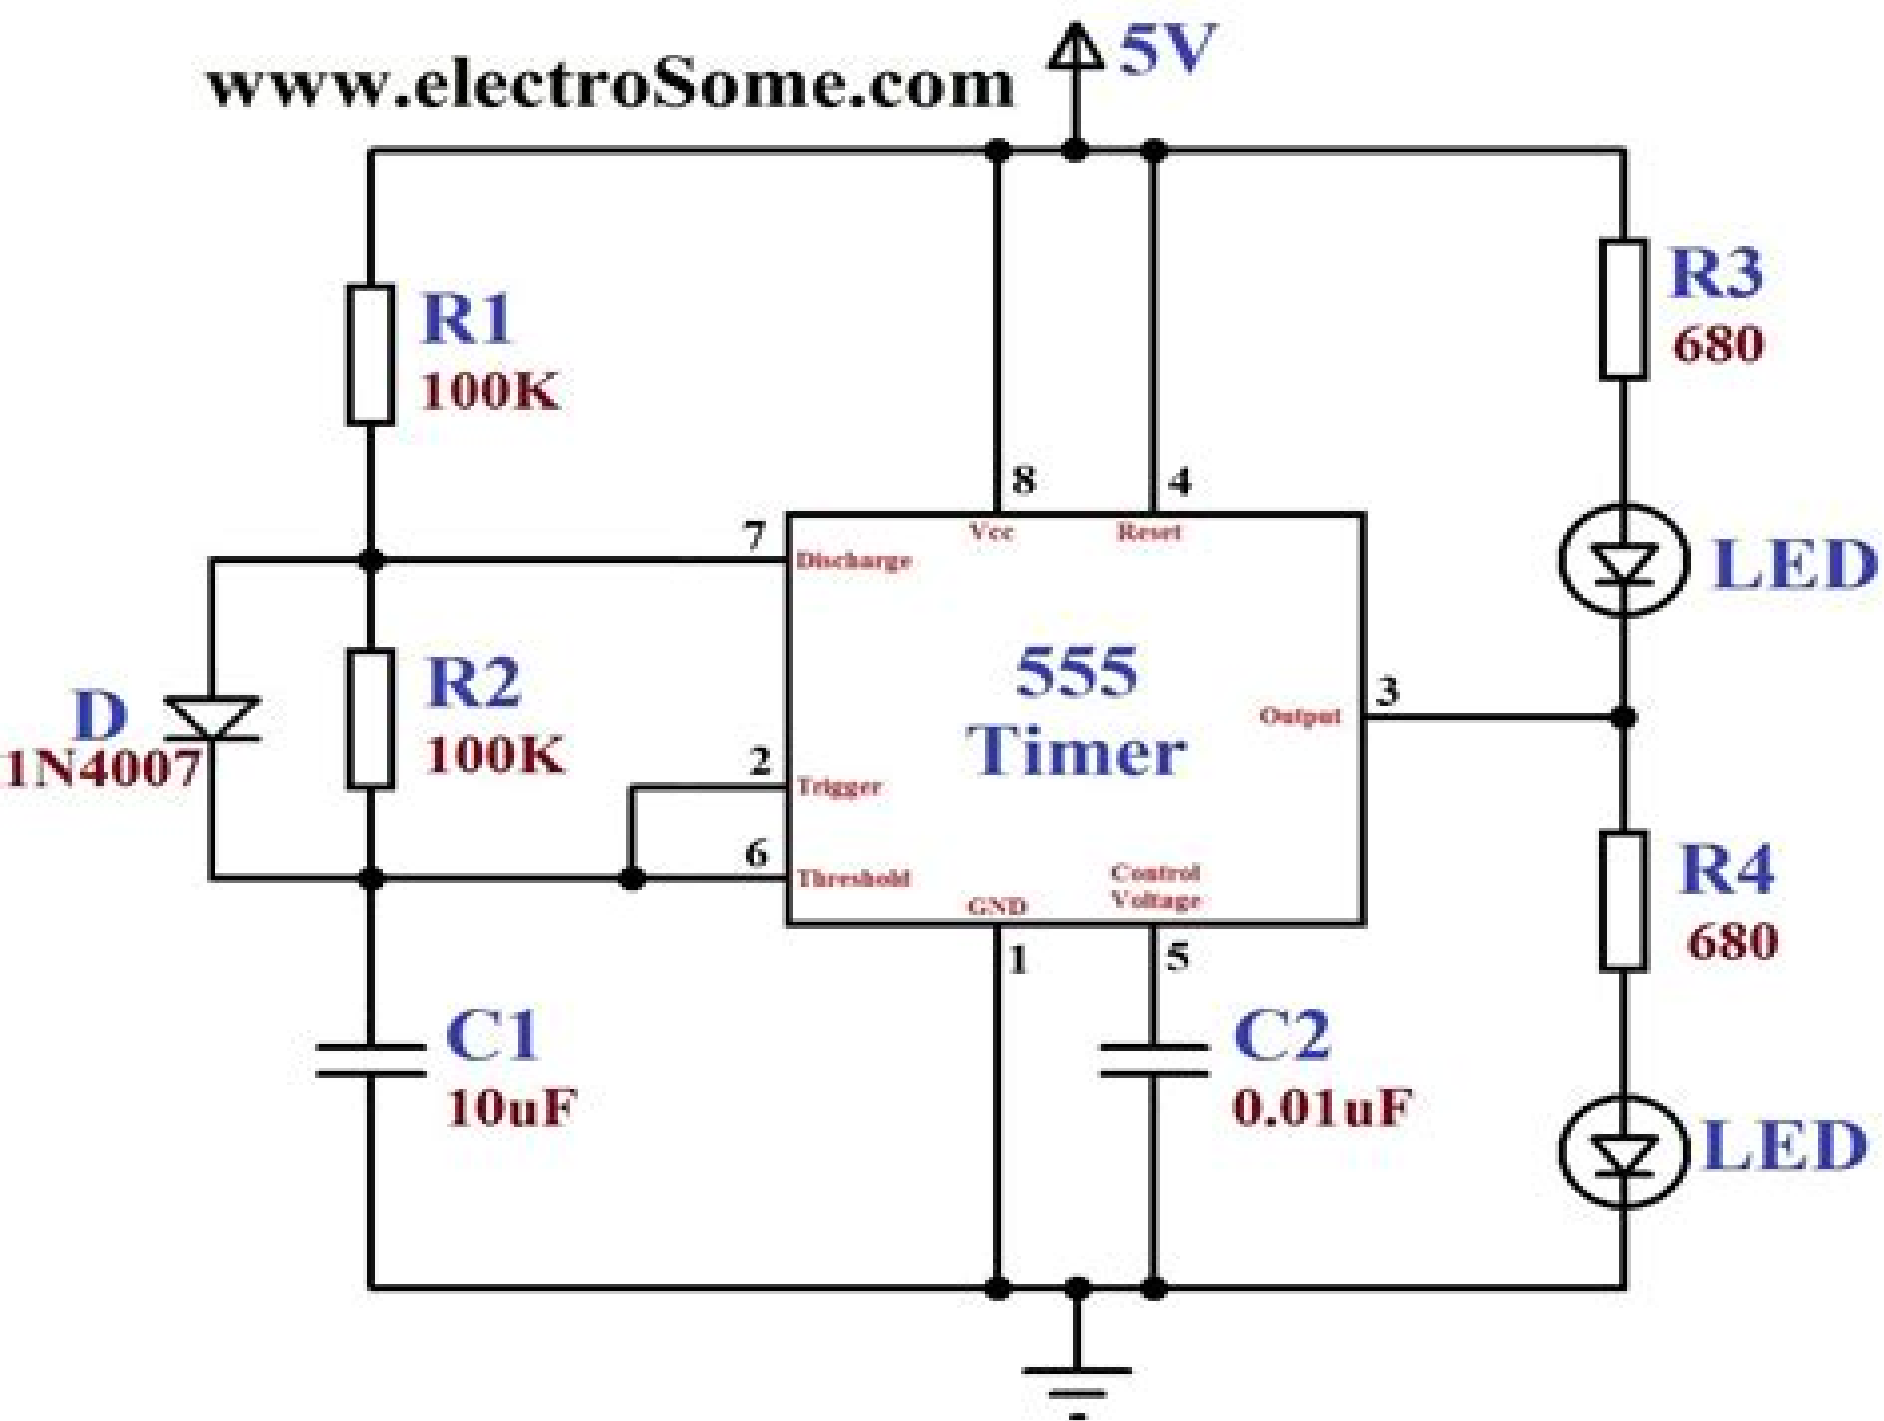 www.electroSome.com
5V
R1
100K
R3
680
8
4
7
Vcc
Reset
Discharge
LED
555
Timer
D
1N4007
R2
100K
3
Output
2
Trigger
6
Threshold
Control
Voltage
GND
R4
680
1
5
C1
10uF
C2
0.01uF
LED